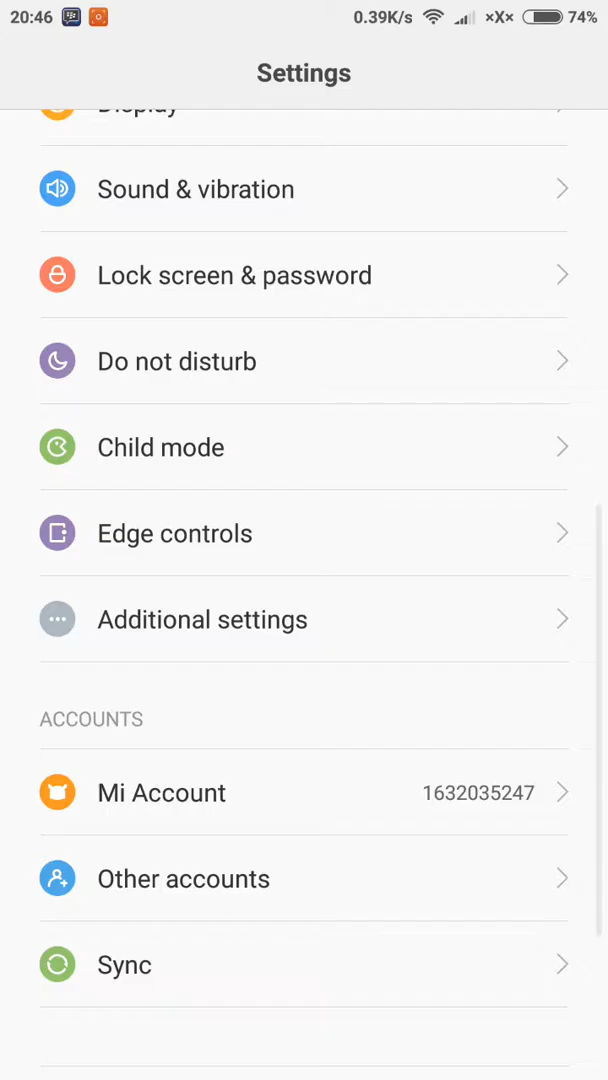 20:46 0.39K/s ×X× 74%
Settings
Display
Sound & vibration
Lock screen & password
Do not disturb
Child mode
Edge controls
Additional settings
ACCOUNTS
Mi Account 1632035247
Other accounts
Sync